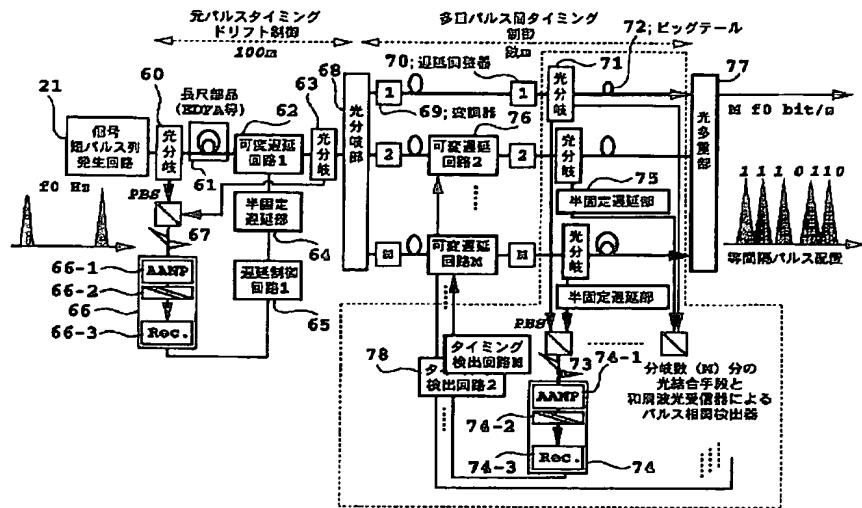 元パルスタイミング
ドリフト制御
100m
多口パルス間タイミング
制御
数m
72;ピッグテール
70;遅延回路器
71
77
60
長尺部品
(EDFA等)
62
63
68
21
信号
短パルス列
発生回路
光分岐
61
可変遅延
回路1
光分岐
光分岐部
1
69;変調器
76
1
光分岐
光多重部
M f0 bit/s
2
可変遅延
回路2
2
光分岐
75
半固定遅延部
1 1 1 0 1 1 0
等間隔パルス配置
f0 Hz
PBS
67
半固定
遅延部
64
遅延制御
回路1
65
66-1
66-2
66
66-3
AANP
Rec.
M
可変遅延
回路M
M
光分岐
半固定遅延部
PBS
78
タイミング
検出回路M
検出回路2
73
74-1
AANP
74-2
74-3
Rec.
74
分岐数(M)分の
光結合手段と
和周波光受信器による
パルス相関検出器